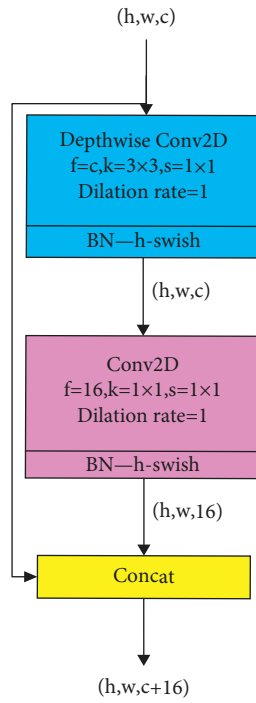 (h,w,c)
Depthwise Conv2D
f=c,k=3×3,s=1×1
Dilation rate=1
BN—h-swish
(h,w,c)
Conv2D
f=16,k=1×1,s=1×1
Dilation rate=1
BN—h-swish
(h,w,16)
Concat
(h,w,c+16)